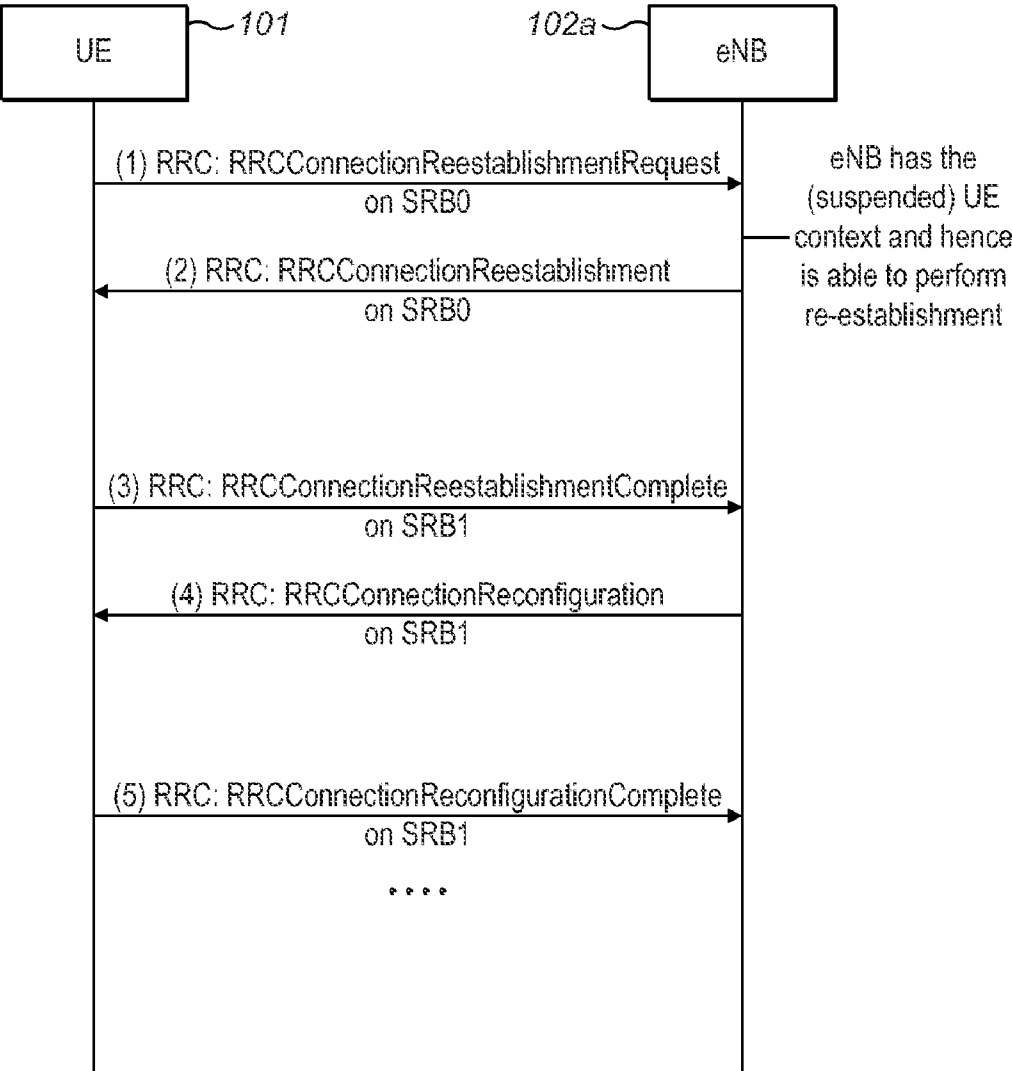 UE
101
102a
eNB
(1) RRC: RRCConnectionReestablishmentRequest
on SRB0
eNB has the
(suspended) UE
context and hence
is able to perform
re-establishment
(2) RRC: RRCConnectionReestablishment
on SRB0
(3) RRC: RRCConnectionReestablishmentComplete
on SRB1
(4) RRC: RRCConnectionReconfiguration
on SRB1
(5) RRC: RRCConnectionReconfigurationComplete
on SRB1
....